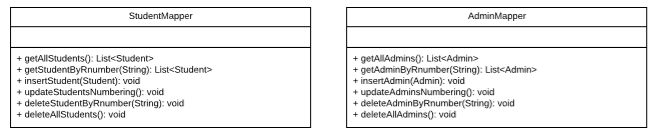 StudentMapper
+ getAllStudents(): List<Student>
+ getStudentByRnumber(String): List<Student>
+ insertStudent(Student): void
+ updateStudentsNumbering(): void
+ deleteStudentByRnumber(String): void
+ deleteAllStudents(): void
AdminMapper
+ getAllAdmins(): List<Admin>
+ getAdminByRnumber(String): List<Admin>
+ insertAdmin(Admin): void
+ updateAdminsNumbering(): void
+ deleteAdminByRnumber(String): void
+ deleteAllAdmins(): void